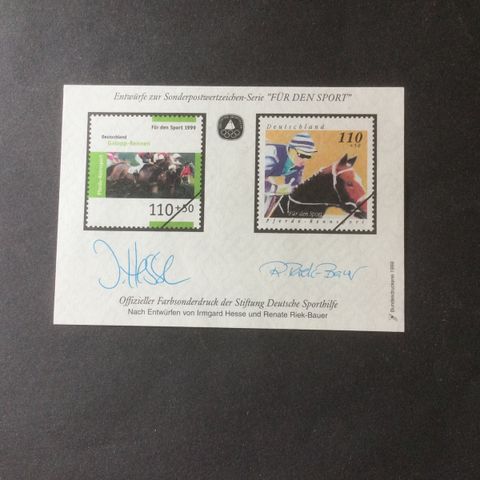 Entwürfe zur Sonderpostwertzeichen-Serie "FÜR DEN SPORT"
Für den Sport 1999
Deutschland
Galopp-Rennen
Pferderennsport
110+50
Deutschland
110
+50
Für den Sport
Pferde-Rennsport
I. Hesse
R. Riek-Bauer
Offizieller Farbsonderdruck der Stiftung Deutsche Sporthilfe
Nach Entwürfen von Irmgard Hesse und Renate Riek-Bauer
Bundesdruckerei 1999